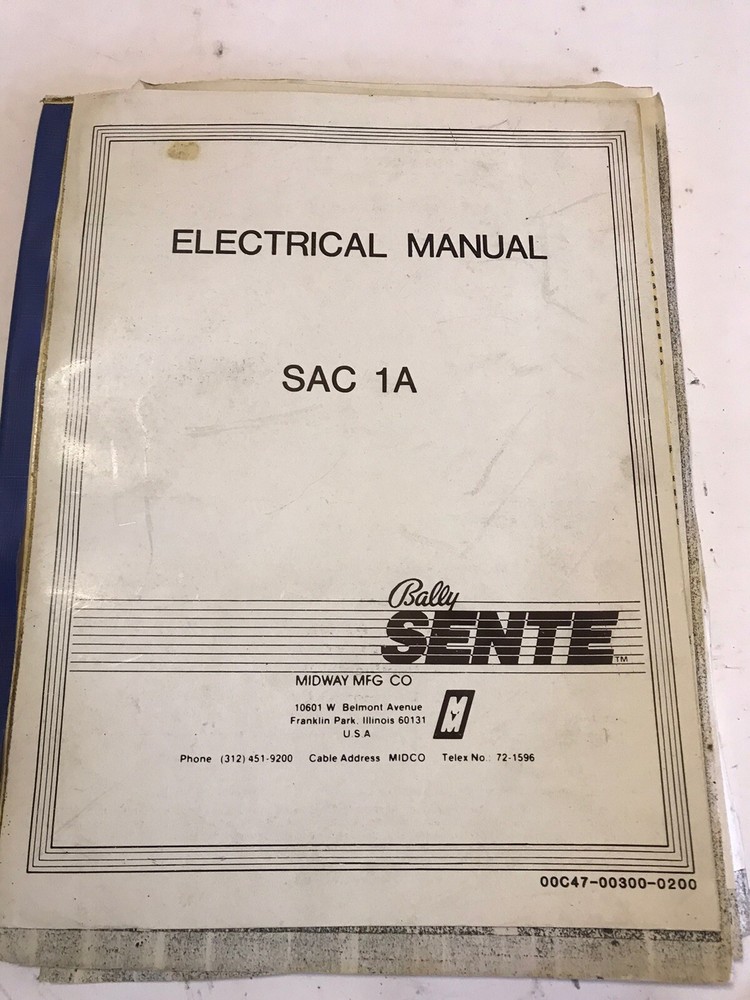 ELECTRICAL MANUAL
SAC 1A
Bally
SENTE TM
MIDWAY MFG CO
10601 W Belmont Avenue
Franklin Park, Illinois 60131
U.S.A
Phone (312) 451-9200 Cable Address MIDCO Telex No. 72-1596
00C47-00300-0200